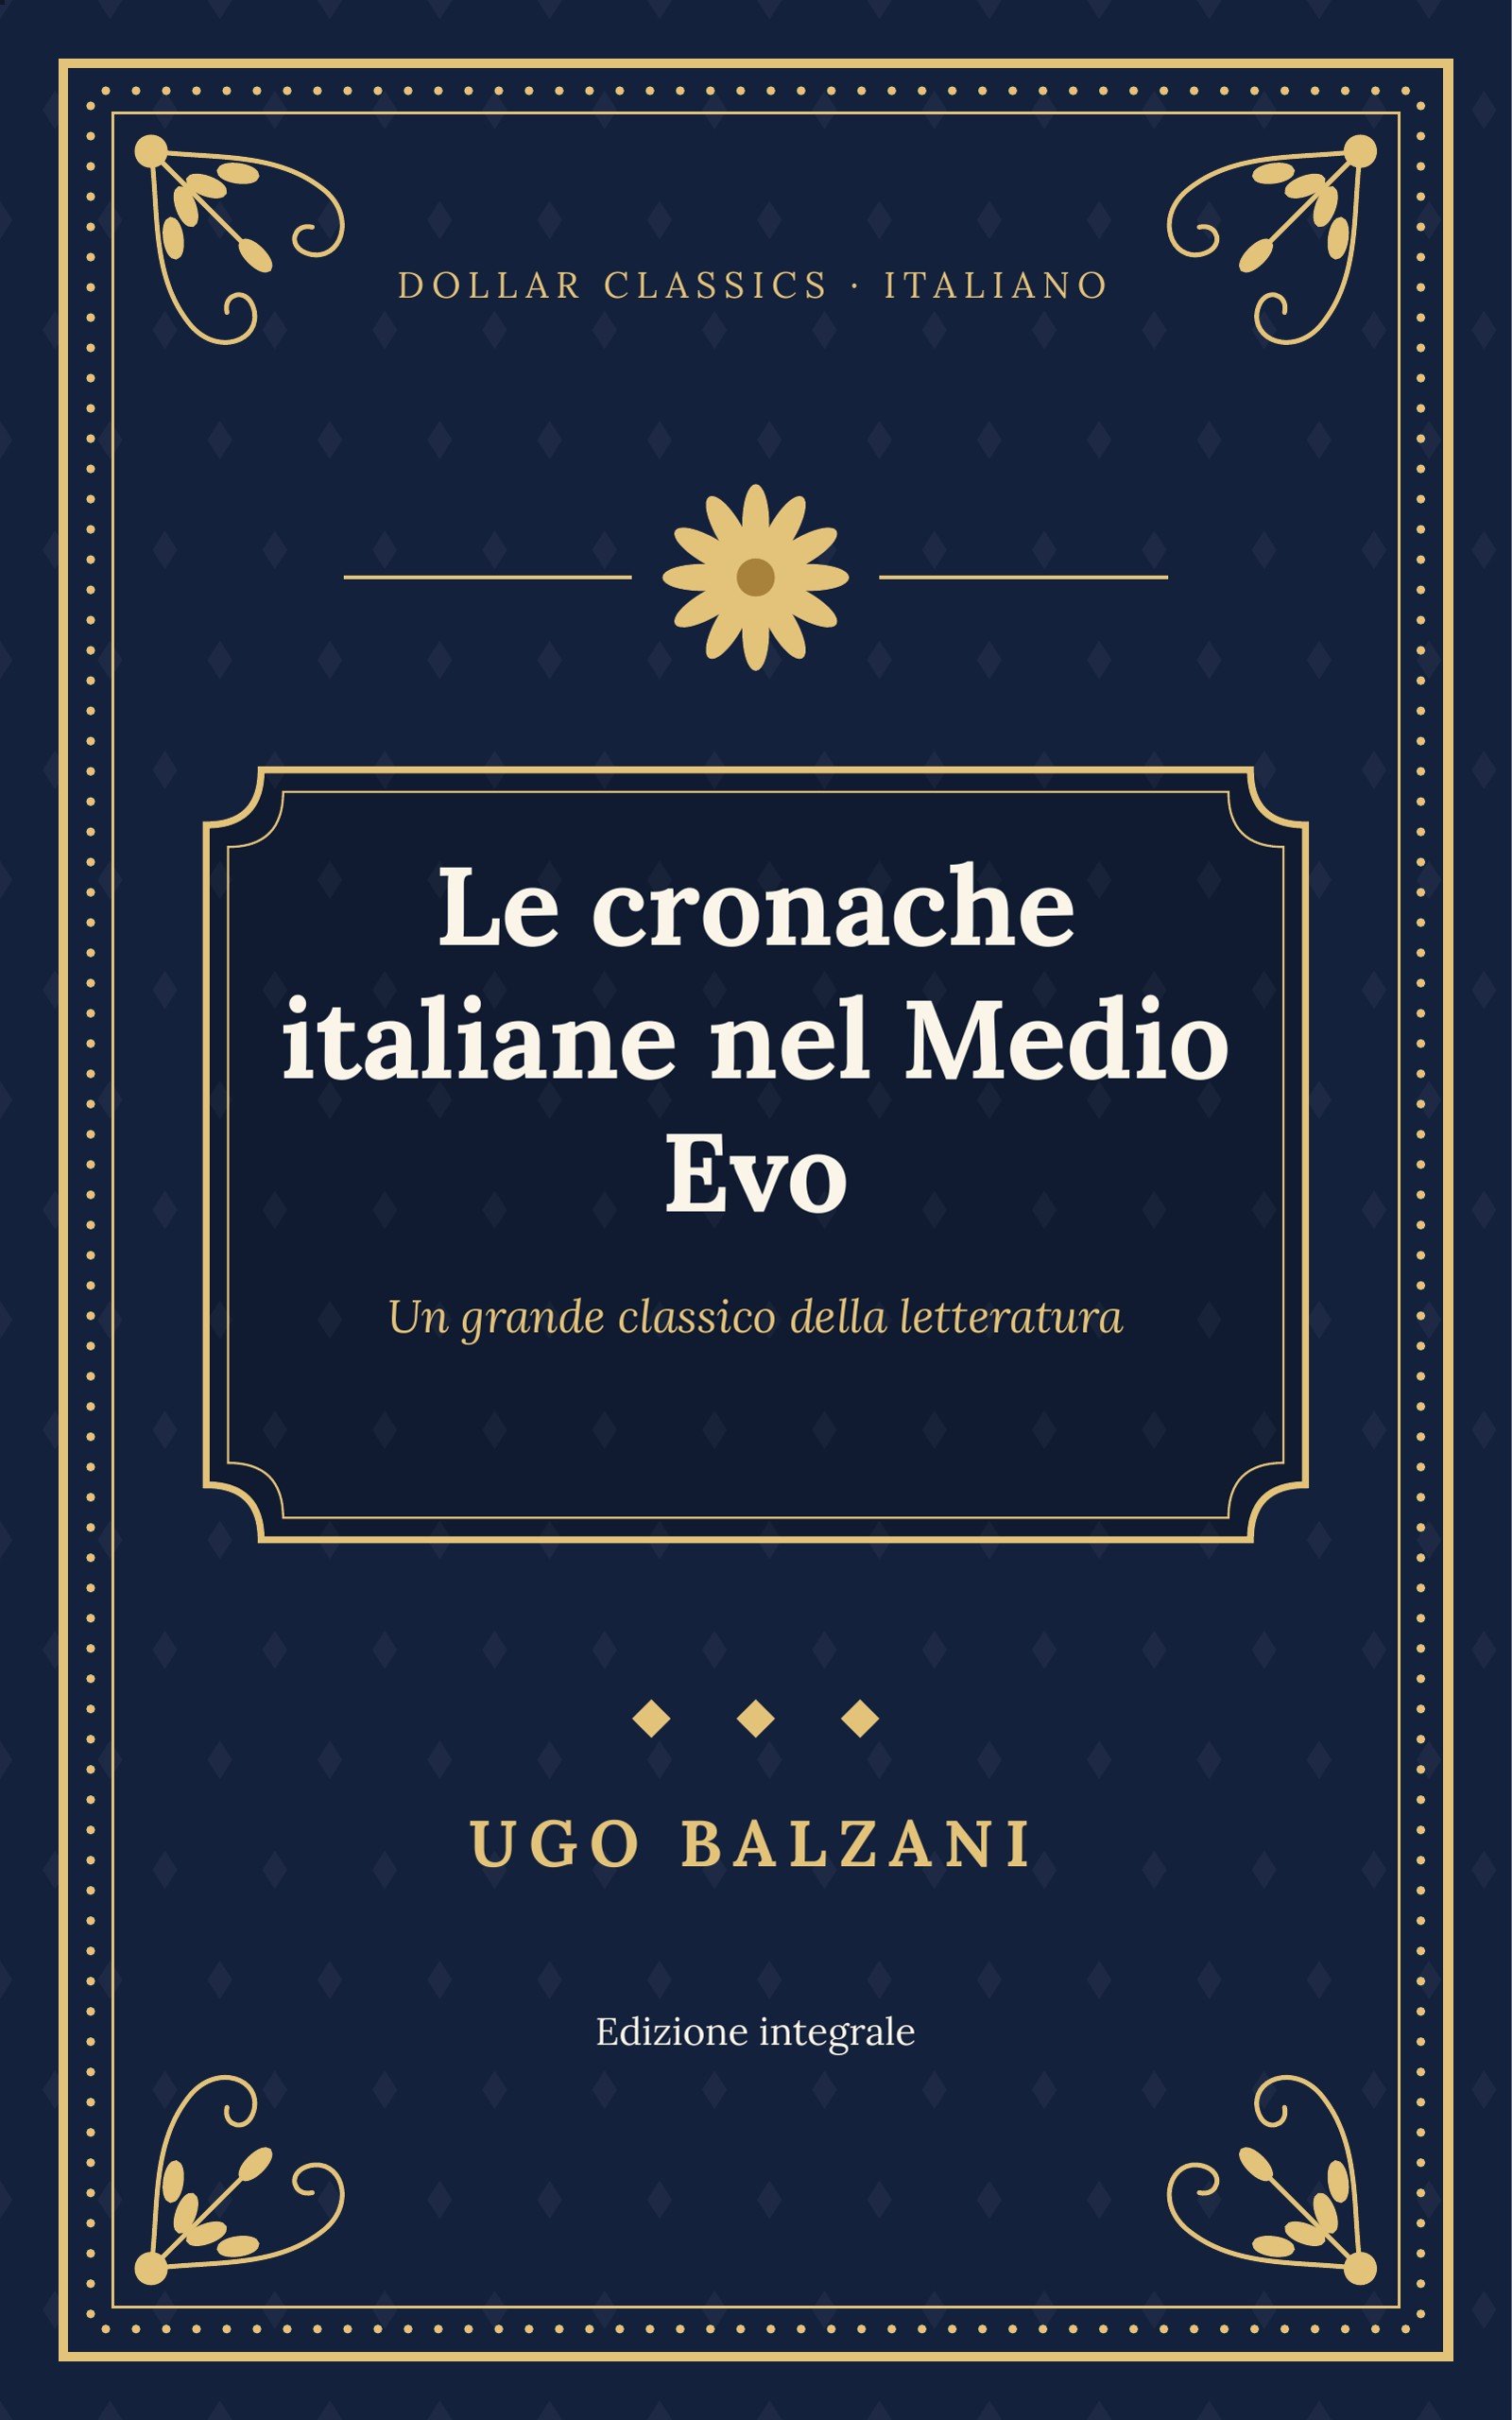 DOLLAR CLASSICS · ITALIANO
Le cronache
italiane nel Medio
Evo
Un grande classico della letteratura
UGO BALZANI
Edizione integrale